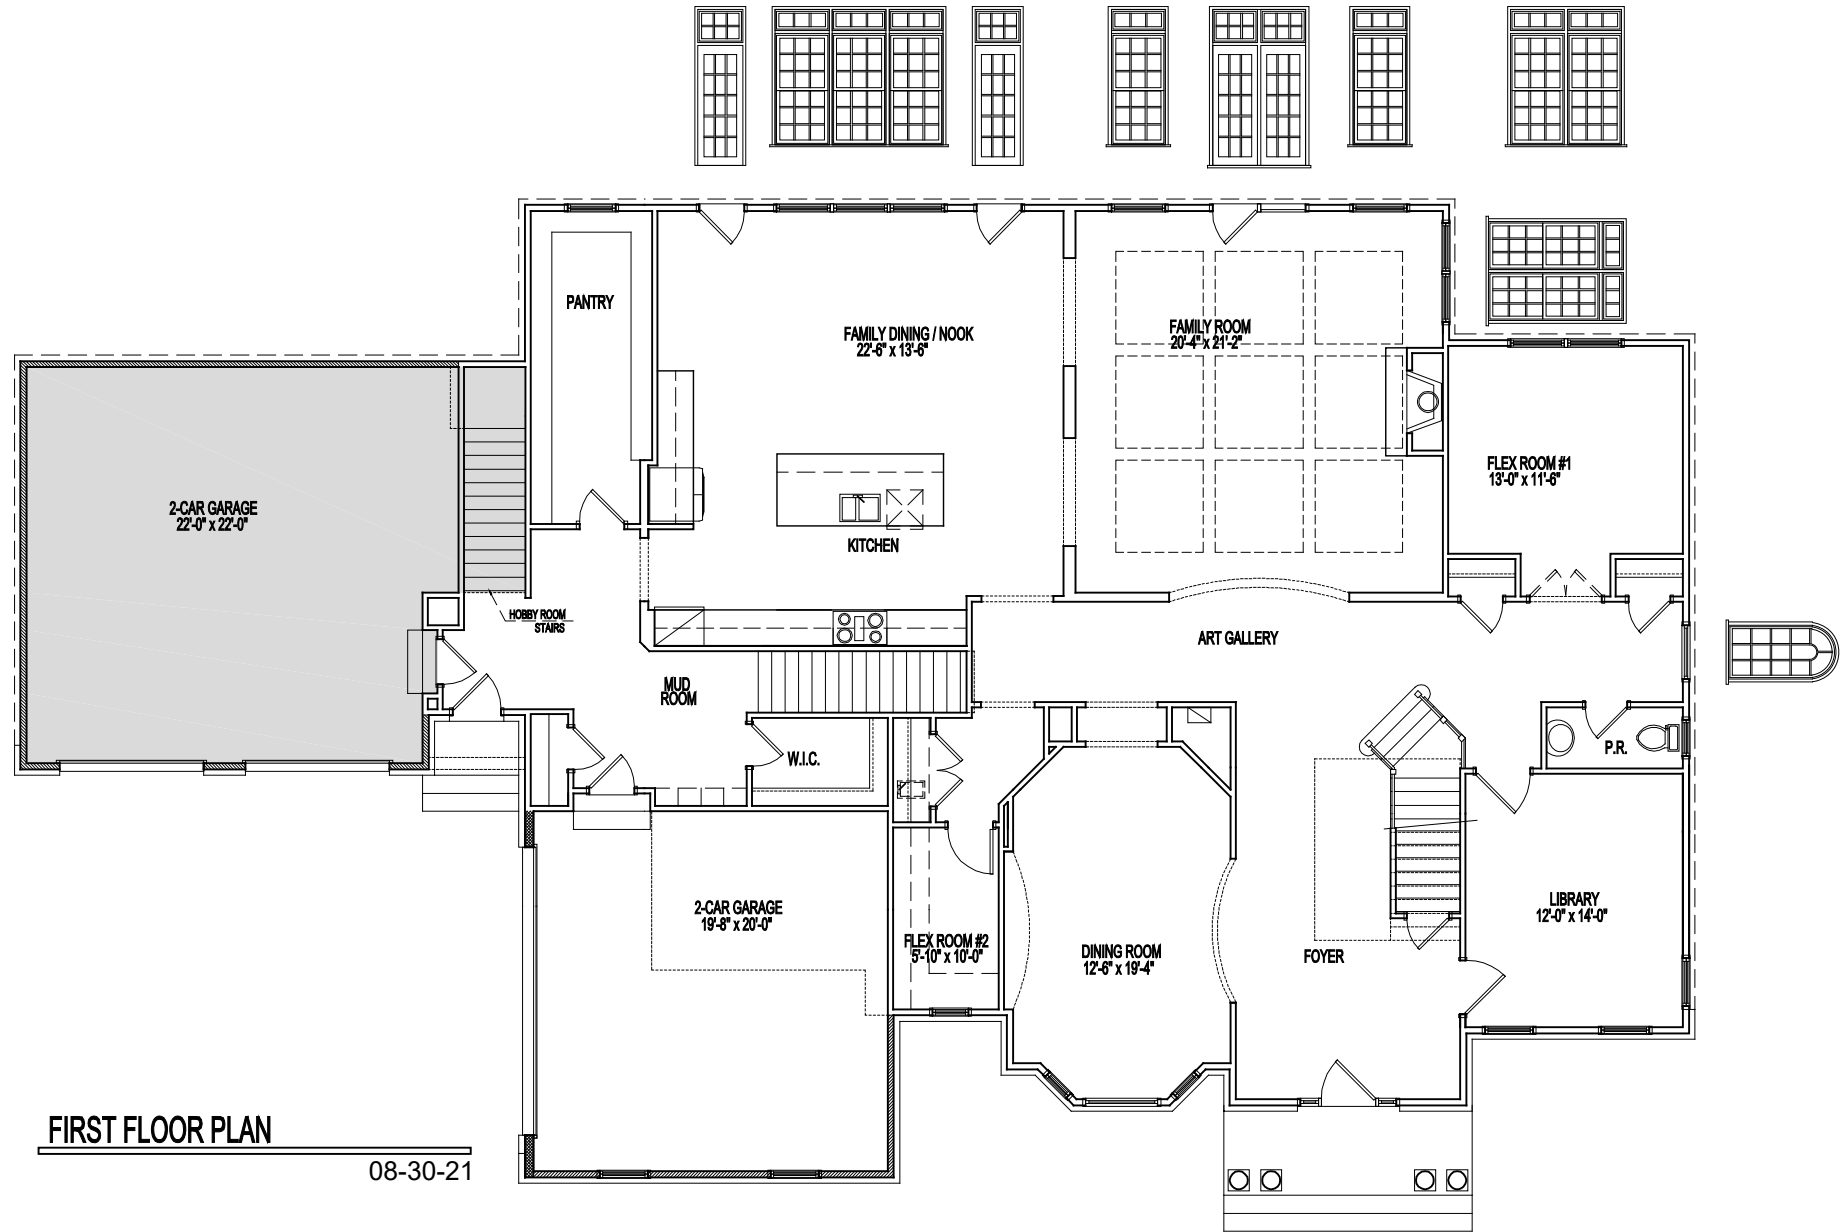 PANTRY
FAMILY DINING / NOOK
22'-6" x 13'-6"
FAMILY ROOM
20'-4" x 21'-2"
FLEX ROOM #1
13'-0" x 11'-6"
2-CAR GARAGE
22'-0" x 22'-0"
KITCHEN
HOBBY ROOM
STAIRS
ART GALLERY
MUD
ROOM
W.I.C.
P.R.
2-CAR GARAGE
19'-8" x 20'-0"
FLEX ROOM #2
5'-10" x 10'-0"
DINING ROOM
12'-6" x 19'-4"
FOYER
LIBRARY
12'-0" x 14'-0"
FIRST FLOOR PLAN
08-30-21